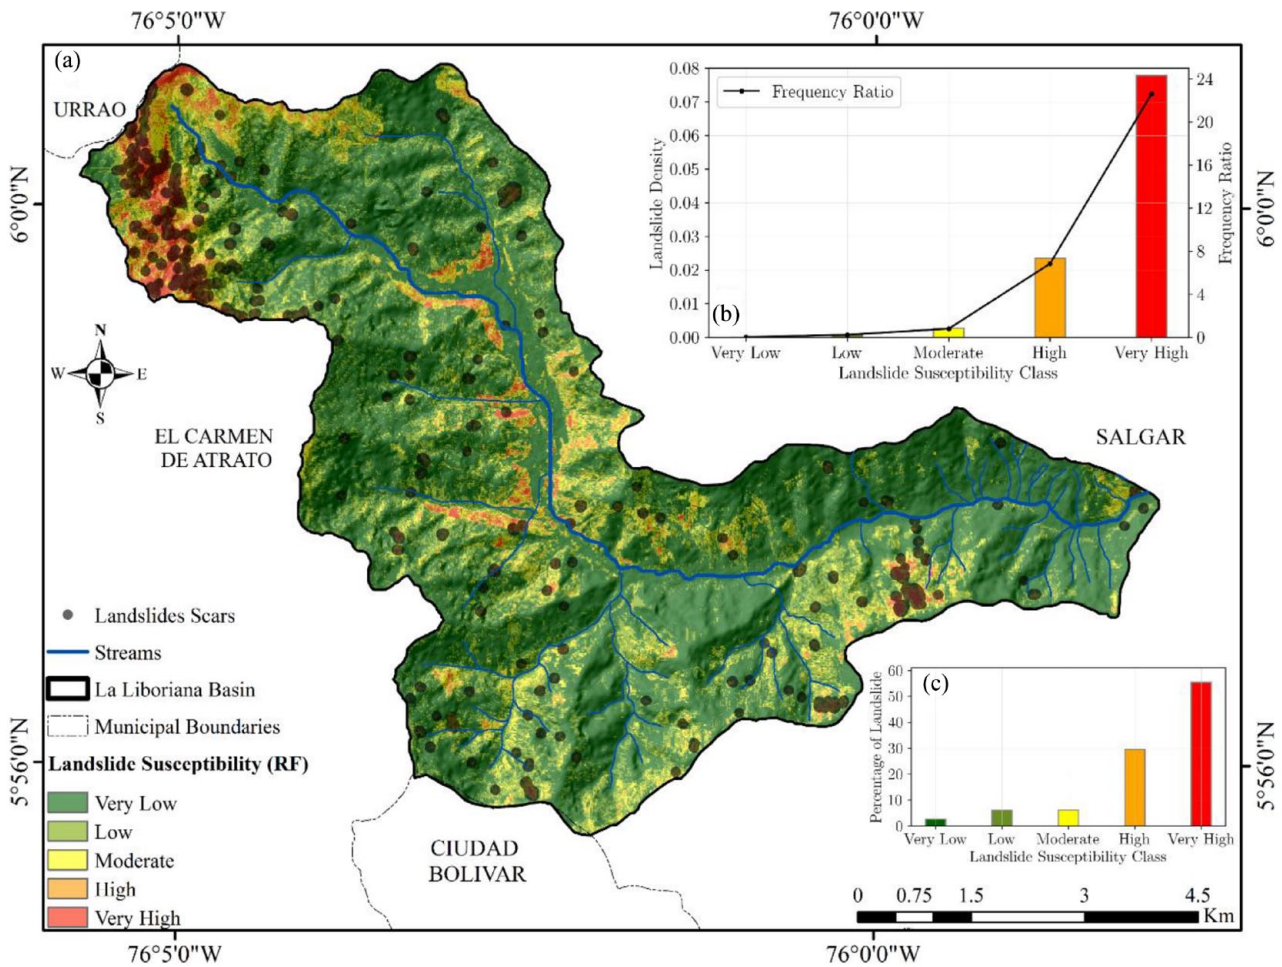 76°5'0"W
76°0'0"W
(a)
URRAO
6°0'0"N
6°0'0"N
N
W
E
S
EL CARMEN
DE ATRATO
SALGAR
Landslides Scars
Streams
La Liboriana Basin
Municipal Boundaries
Landslide Susceptibility (RF)
Very Low
Low
Moderate
High
Very High
5°56'0"N
5°56'0"N
CIUDAD
BOLIVAR
76°5'0"W
76°0'0"W
Frequency Ratio
0.08
0.07
0.06
0.05
0.04
0.03
0.02
0.01
0.00
Landslide Density
24
20
16
12
8
4
0
Frequency Ratio
(b)
Very Low
Low
Moderate
High
Very High
Landslide Susceptibility Class
(c)
60
50
40
30
20
10
0
Percentage of Landslide
Very Low
Low
Moderate
High
Very High
Landslide Susceptibility Class
0
0.75
1.5
3
4.5
Km